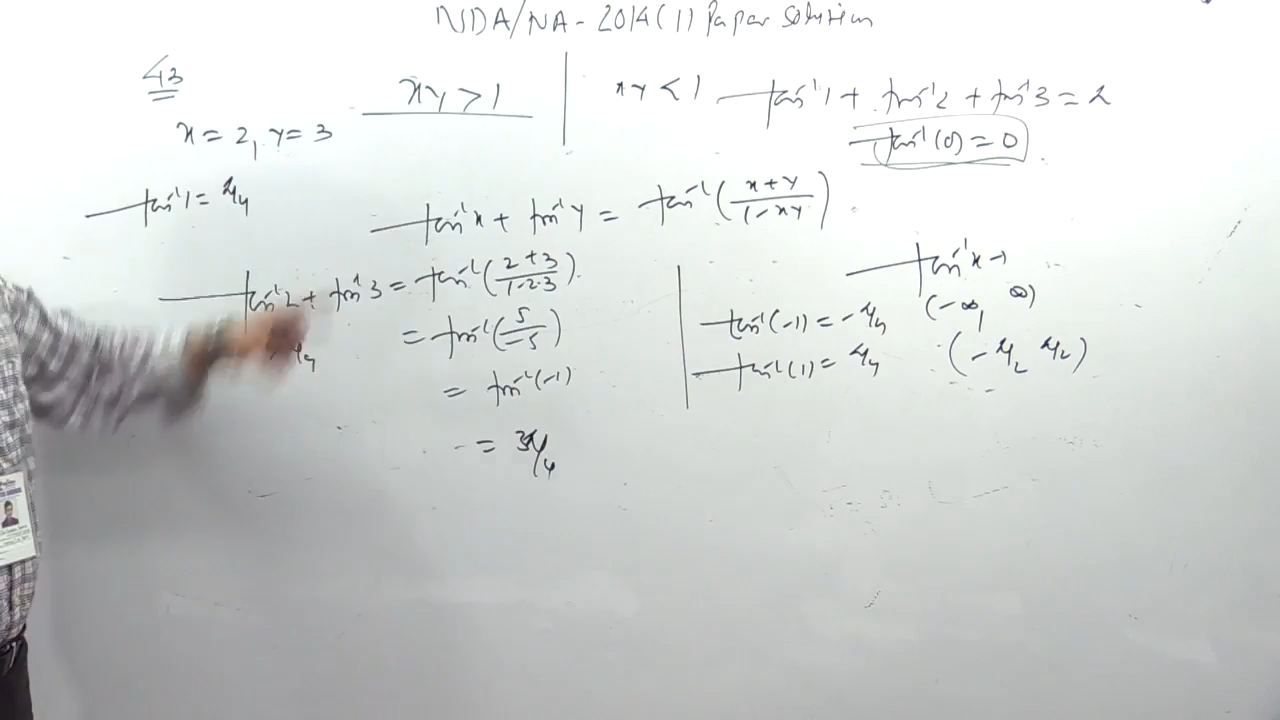 NDA/NA - 2014 (1) Paper Solution
43
xy > 1
xy < 1
tan⁻¹1 + tan⁻¹2 + tan⁻¹3 = ?
tan⁻¹(0) = 0
x = 2, y = 3
tan⁻¹1 = π/4
tan⁻¹x + tan⁻¹y = tan⁻¹((x+y)/(1-xy))
tan⁻¹2 + tan⁻¹3 = tan⁻¹((2+3)/(1-2·3))
= tan⁻¹(5/-5)
= tan⁻¹(-1)
= 3π/4
tan⁻¹x →
(-∞, ∞)
(-π/2, π/2)
tan⁻¹(-1) = -π/4
tan⁻¹(1) = π/4